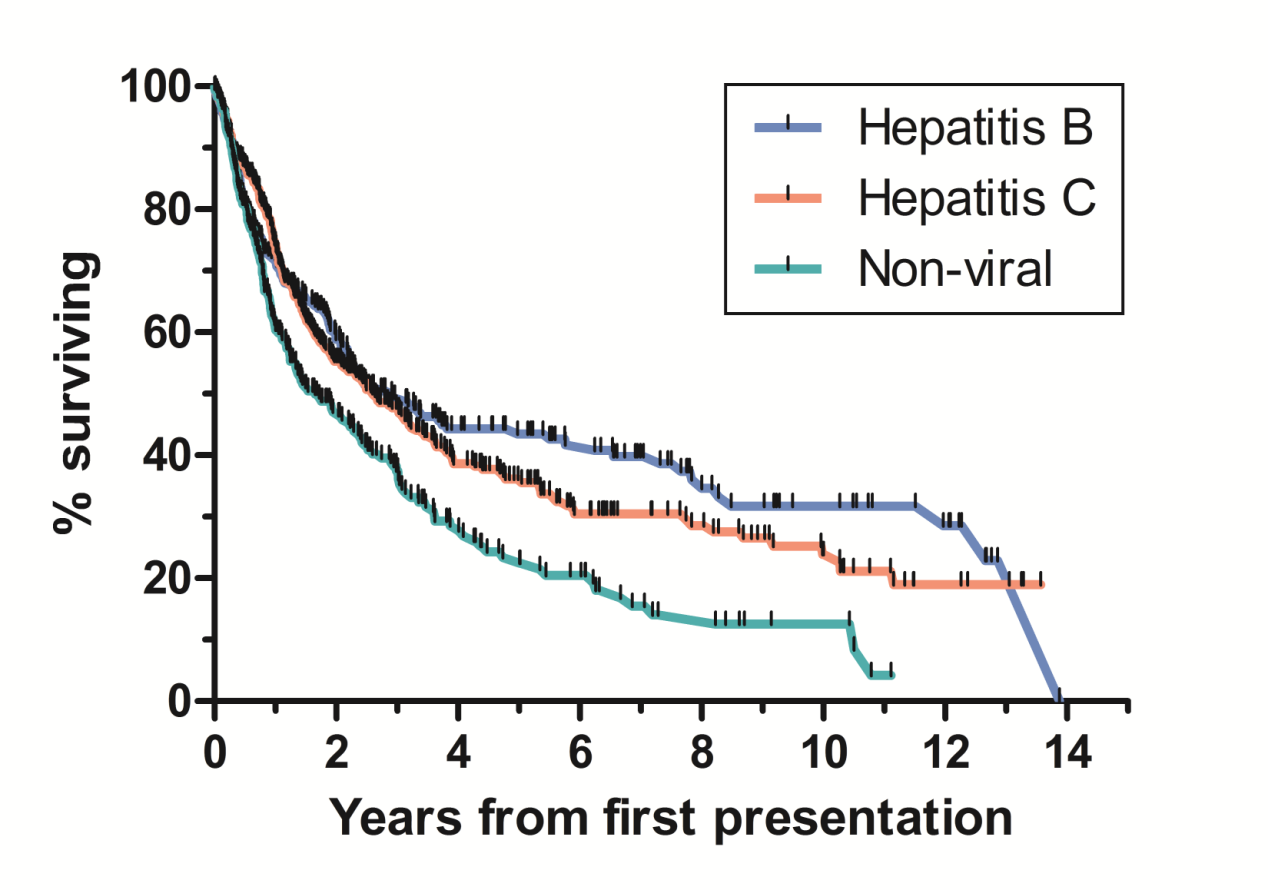 100
80
60
40
20
0
% surviving
Hepatitis B
Hepatitis C
Non-viral
0 2 4 6 8 10 12 14
Years from first presentation